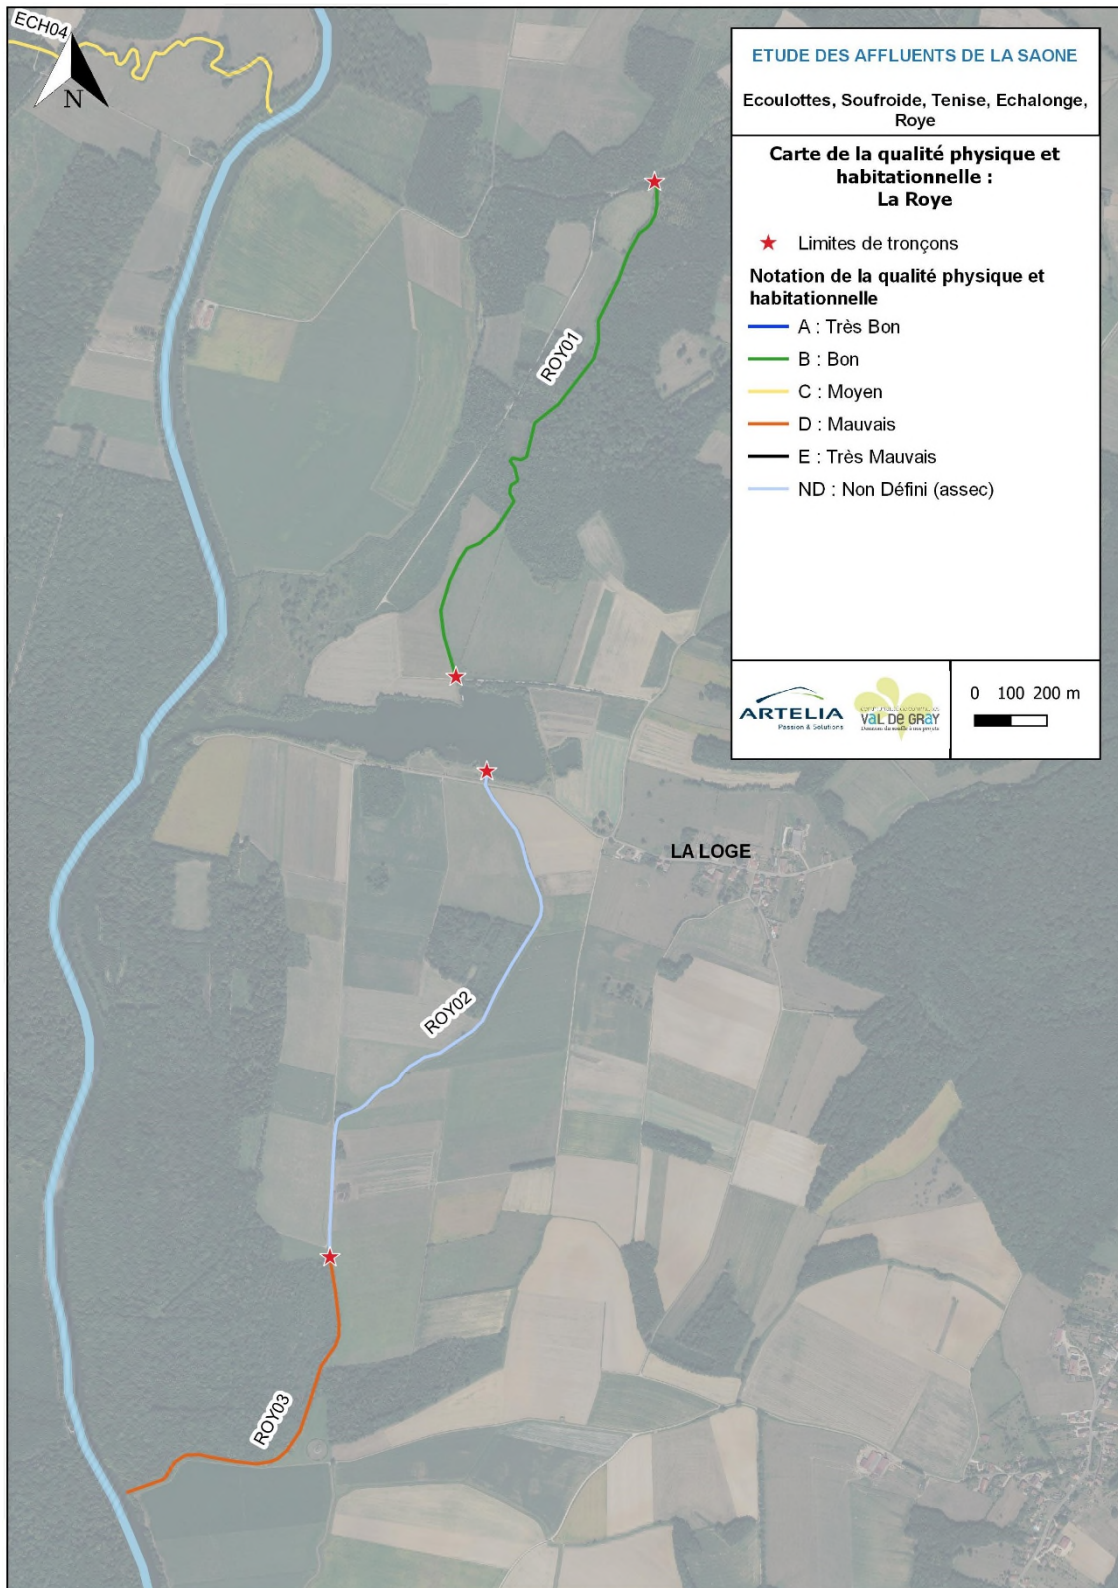 ECH04
N
ETUDE DES AFFLUENTS DE LA SAONE
Ecoulottes, Soufroide, Tenise, Echalonge,
Roye
Carte de la qualité physique et
habitationnelle :
La Roye
Limites de tronçons
Notation de la qualité physique et
habitationnelle
A : Très Bon
B : Bon
C : Moyen
D : Mauvais
E : Très Mauvais
ND : Non Défini (assec)
ARTELIA
Passion & Solutions
VAL DE GRAY
0 100 200 m
ROY01
LA LOGE
ROY02
ROY03